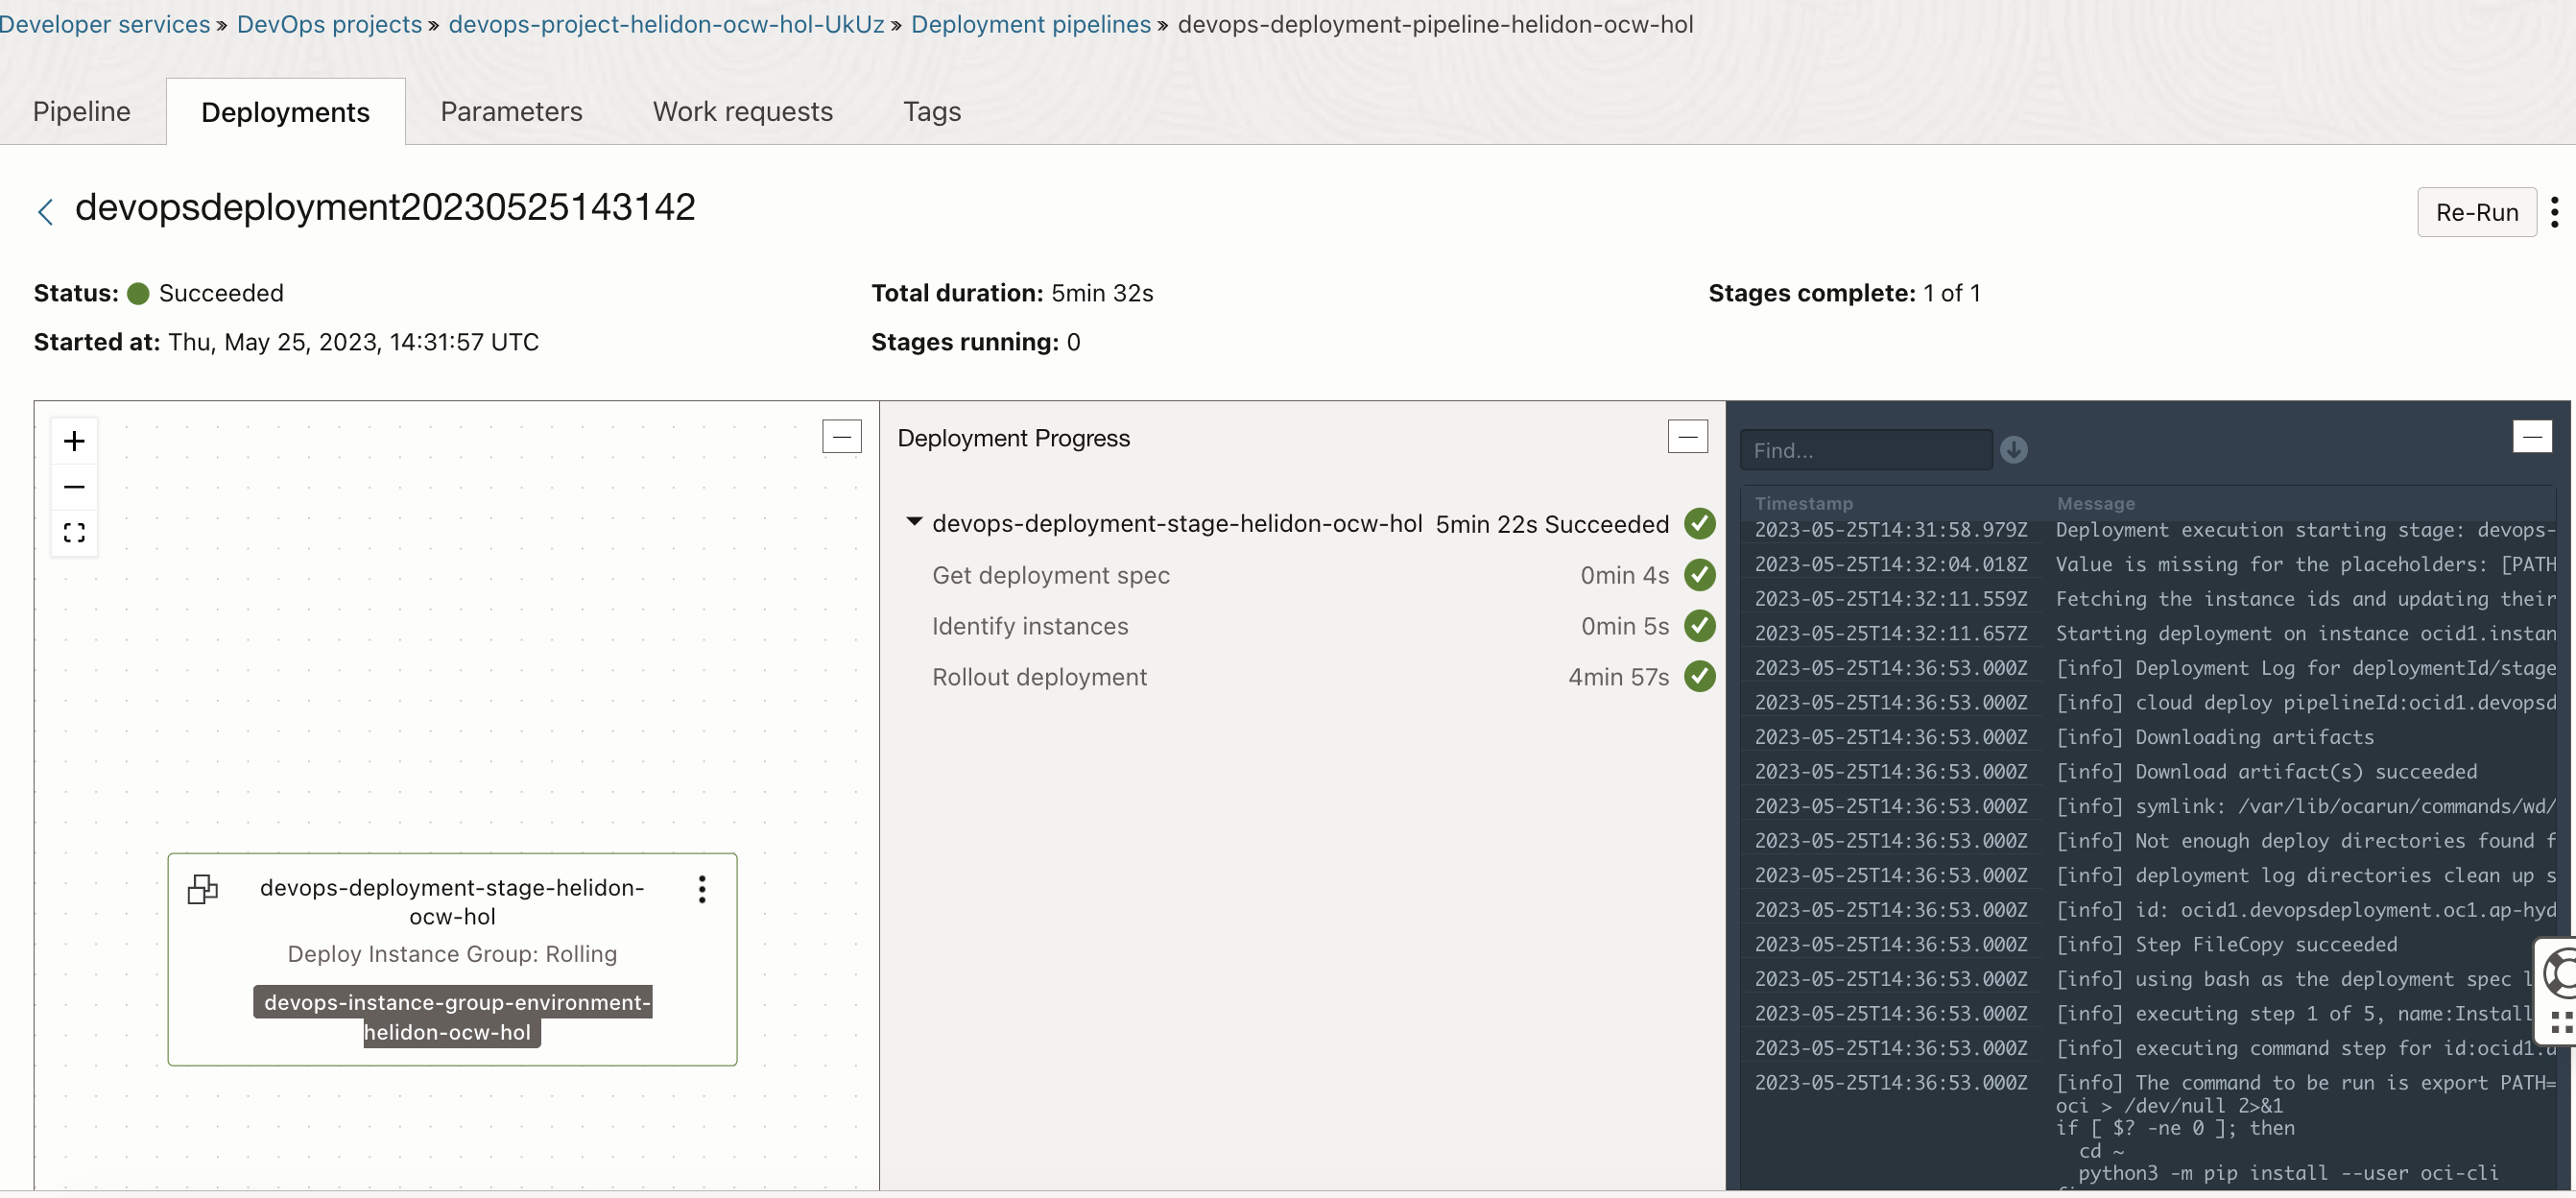 Developer services » DevOps projects » devops-project-helidon-ocw-hol-UkUz » Deployment pipelines » devops-deployment-pipeline-helidon-ocw-hol
Pipeline Deployments Parameters Work requests Tags
devopsdeployment20230525143142
Re-Run
Status: Succeeded Total duration: 5min 32s Stages complete: 1 of 1
Started at: Thu, May 25, 2023, 14:31:57 UTC Stages running: 0
devops-deployment-stage-helidon-
ocw-hol
Deploy Instance Group: Rolling
devops-instance-group-environment-
helidon-ocw-hol
Deployment Progress
devops-deployment-stage-helidon-ocw-hol 5min 22s Succeeded
Get deployment spec 0min 4s
Identify instances 0min 5s
Rollout deployment 4min 57s
Find...
Timestamp Message
2023-05-25T14:31:58.979Z Deployment execution starting stage: devops-
2023-05-25T14:32:04.018Z Value is missing for the placeholders: [PATH
2023-05-25T14:32:11.559Z Fetching the instance ids and updating their
2023-05-25T14:32:11.657Z Starting deployment on instance ocid1.instan
2023-05-25T14:36:53.000Z [info] Deployment Log for deploymentId/stage
2023-05-25T14:36:53.000Z [info] cloud deploy pipelineId:ocid1.devopsd
2023-05-25T14:36:53.000Z [info] Downloading artifacts
2023-05-25T14:36:53.000Z [info] Download artifact(s) succeeded
2023-05-25T14:36:53.000Z [info] symlink: /var/lib/ocarun/commands/wd/
2023-05-25T14:36:53.000Z [info] Not enough deploy directories found f
2023-05-25T14:36:53.000Z [info] deployment log directories clean up s
2023-05-25T14:36:53.000Z [info] id: ocid1.devopsdeployment.oc1.ap-hyd
2023-05-25T14:36:53.000Z [info] Step FileCopy succeeded
2023-05-25T14:36:53.000Z [info] using bash as the deployment spec l
2023-05-25T14:36:53.000Z [info] executing step 1 of 5, name:Install
2023-05-25T14:36:53.000Z [info] executing command step for id:ocid1.d
2023-05-25T14:36:53.000Z [info] The command to be run is export PATH=
oci > /dev/null 2>&1
if [ $? -ne 0 ]; then
cd ~
python3 -m pip install --user oci-cli